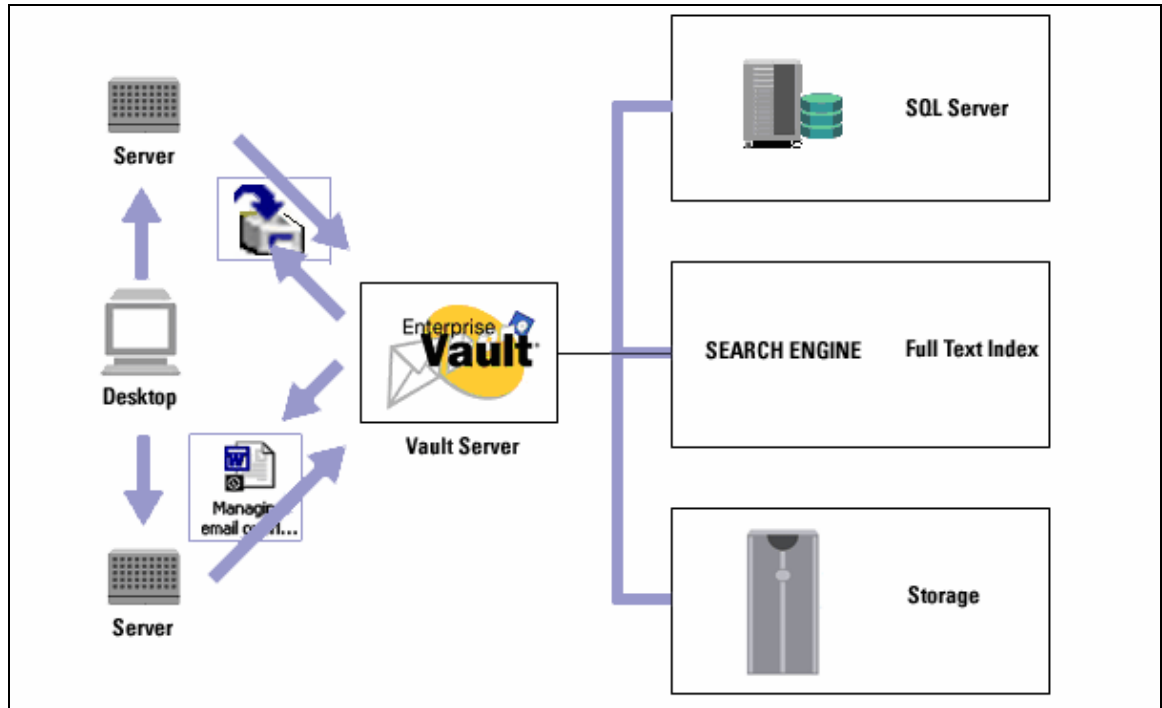 Server
Desktop
Managin
email
Server
Enterprise
Vault
Vault Server
SQL Server
SEARCH ENGINE Full Text Index
Storage